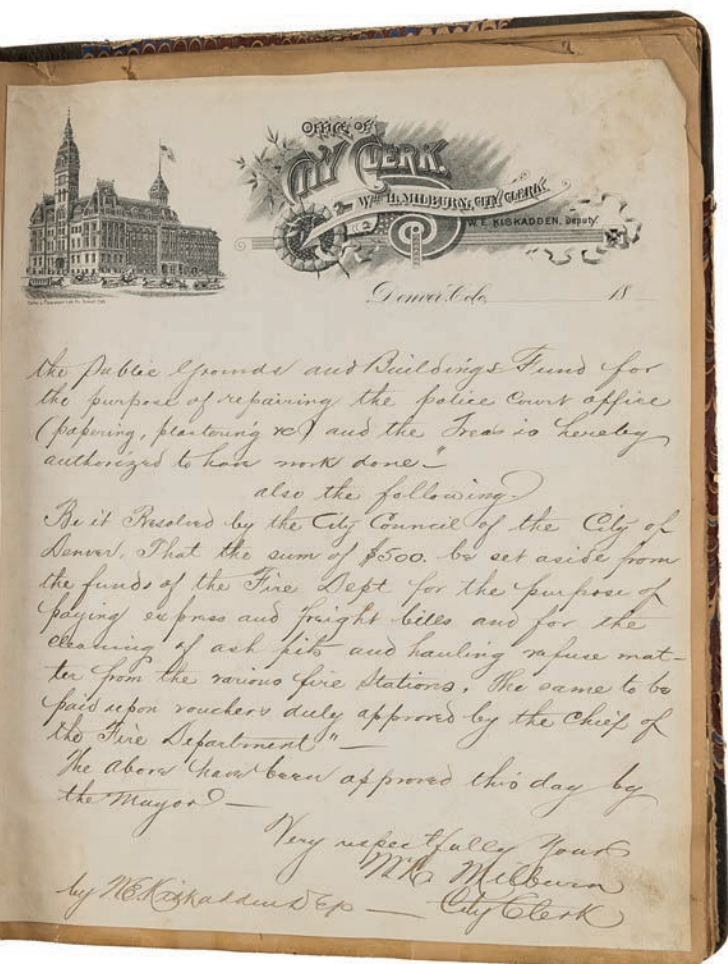 OFFICE OF
CITY CLERK.
Wm. H. MILBURN, CITY CLERK.
W. E. KISKADDEN, Deputy.
Denver, Colo. 18
the Public Grounds and Buildings Fund for
the purpose of repairing the police Court office
(papering, plastering &c) and the Treas is hereby
authorized to have work done."
also the following
Be it Resolved by the City Council of the City of
Denver, That the sum of $500. be set aside from
the funds of the Fire Dept for the purpose of
paying express and freight bills and for the
cleaning of ash pits and hauling refuse mat-
ter from the various fire stations, the same to be
paid upon vouchers duly approved by the Chief of
the Fire Department" —
The above have been approved this day by
the Mayor —
Very respectfully Yours
Milburn
by W.E. Kiskadden Dep — City Clerk